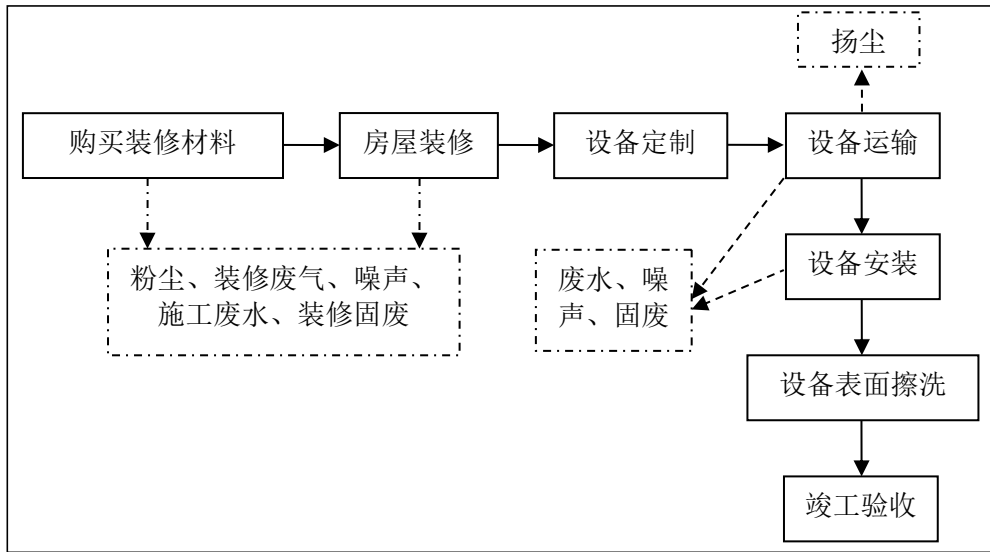 扬尘
购买装修材料
房屋装修
设备定制
设备运输
粉尘、装修废气、噪声、
施工废水、装修固废
废水、噪
声、固废
设备安装
设备表面擦洗
竣工验收